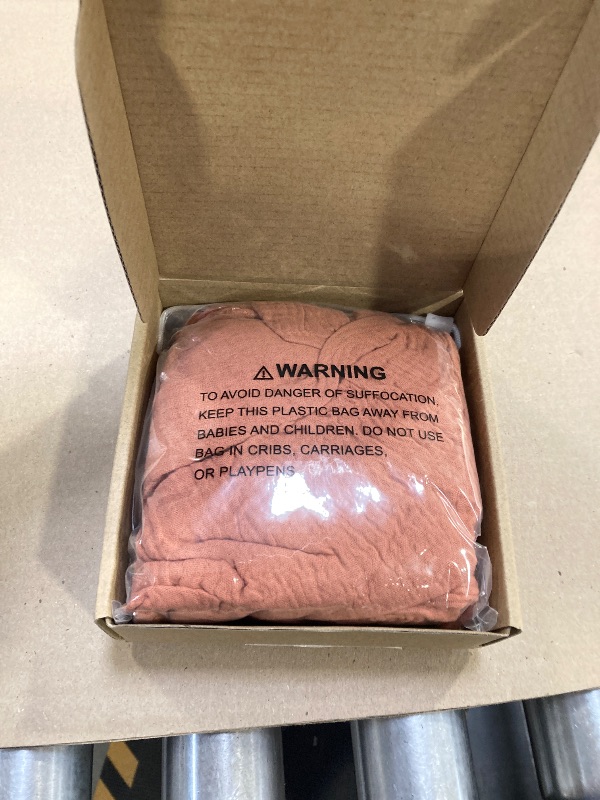 ⚠WARNING
TO AVOID DANGER OF SUFFOCATION,
KEEP THIS PLASTIC BAG AWAY FROM
BABIES AND CHILDREN. DO NOT USE
BAG IN CRIBS, CARRIAGES,
OR PLAYPENS